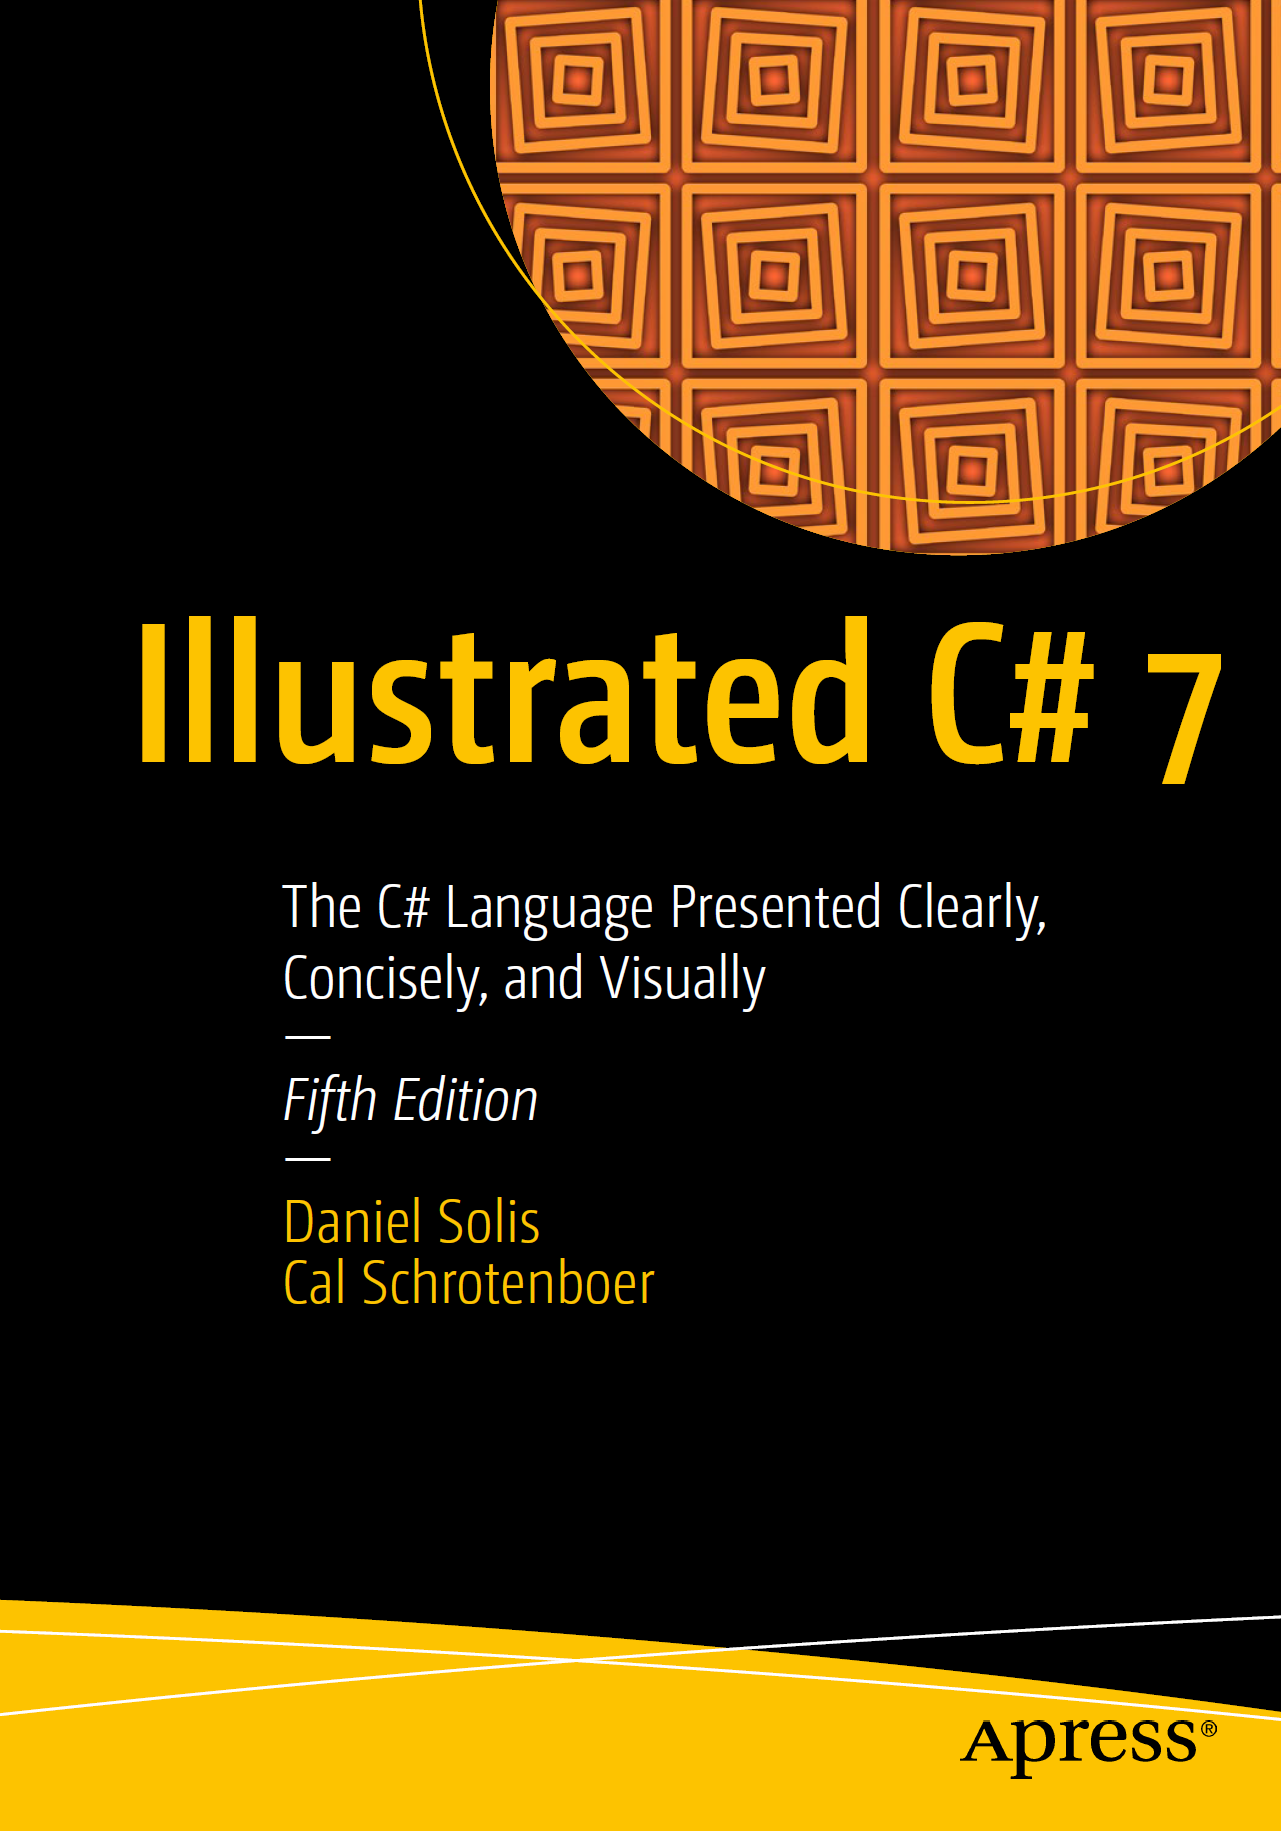 Illustrated C# 7
The C# Language Presented Clearly,
Concisely, and Visually
—
Fifth Edition
—
Daniel Solis
Cal Schrotenboer
Apress®